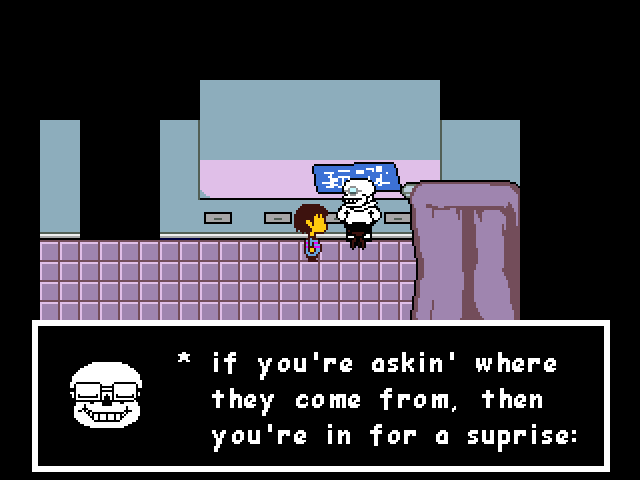 * if you're askin' where
they come from, then
you're in for a suprise: